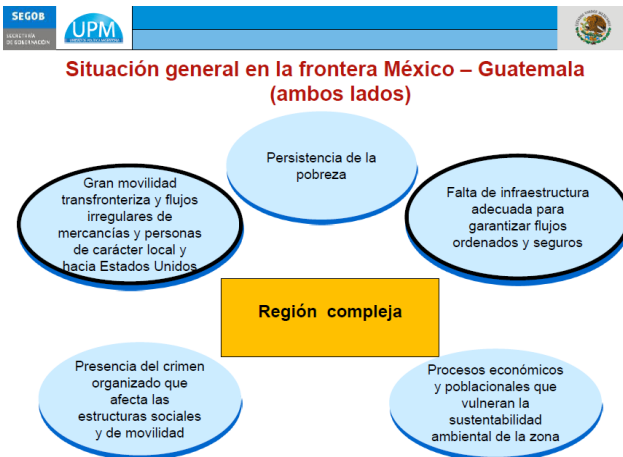 SEGOB
SECRETARÍA
DE GOBERNACIÓN
UPM
Situación general en la frontera México – Guatemala
(ambos lados)
Persistencia de la
pobreza
Gran movilidad
transfronteriza y flujos
irregulares de
mercancías y personas
de carácter local y
hacia Estados Unidos
Falta de infraestructura
adecuada para
garantizar flujos
ordenados y seguros
Región compleja
Presencia del crimen
organizado que
afecta las
estructuras sociales
y de movilidad
Procesos económicos
y poblacionales que
vulneran la
sustentabilidad
ambiental de la zona